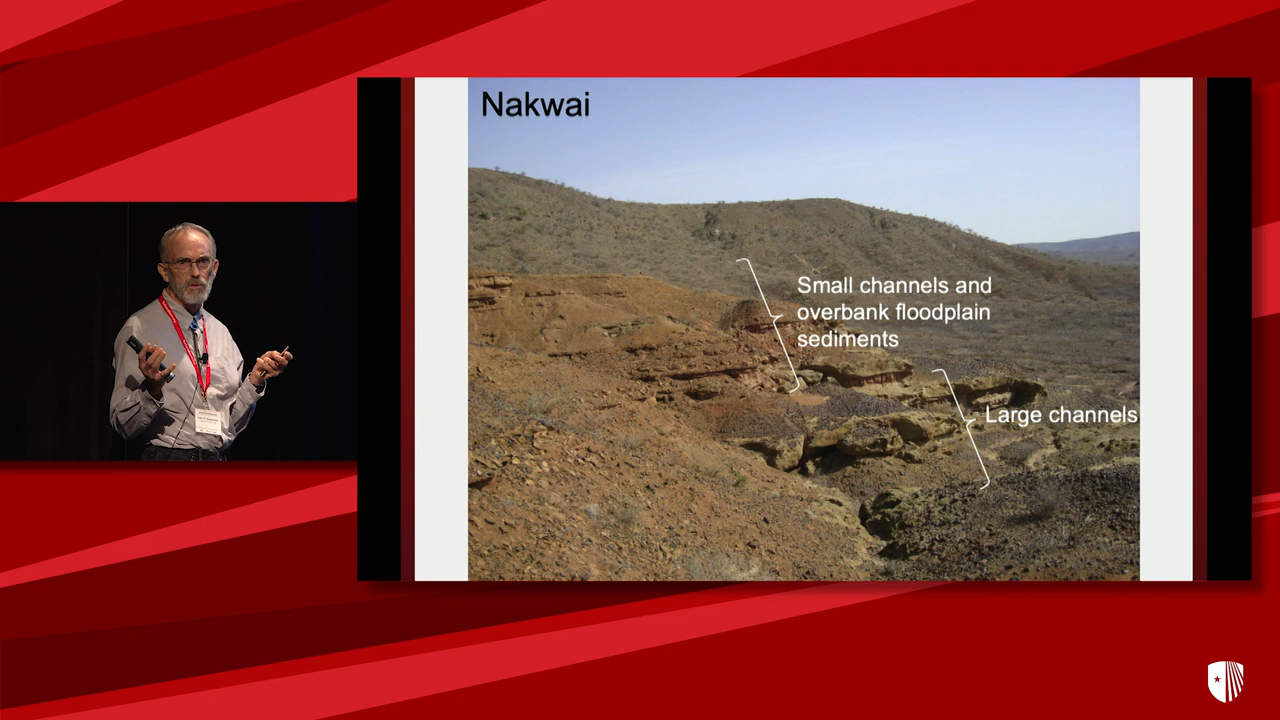 Nakwai
Small channels and
overbank floodplain
sediments
Large channels